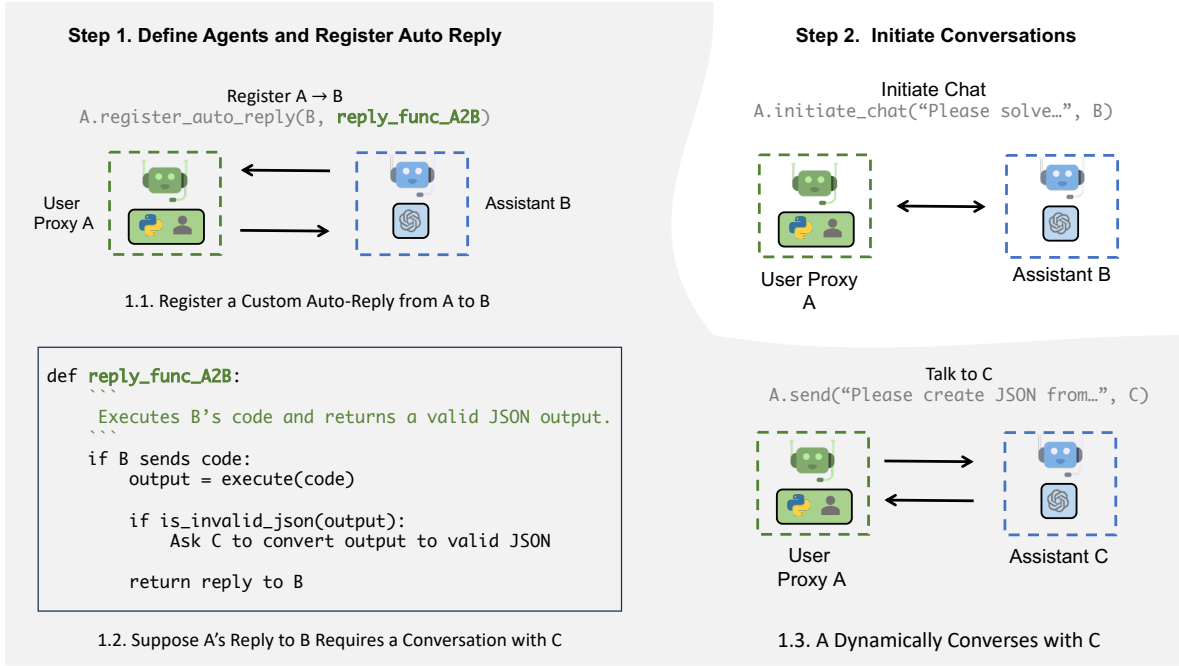 Step 1. Define Agents and Register Auto Reply
Register A → B
A.register_auto_reply(B, reply_func_A2B)
User
Proxy A
Assistant B
1.1. Register a Custom Auto-Reply from A to B
def reply_func_A2B:
```
Executes B’s code and returns a valid JSON output.
```
if B sends code:
output = execute(code)
if is_invalid_json(output):
Ask C to convert output to valid JSON
return reply to B
1.2. Suppose A’s Reply to B Requires a Conversation with C
Step 2. Initiate Conversations
Initiate Chat
A.initiate_chat(“Please solve…”, B)
User Proxy
A
Assistant B
Talk to C
A.send(“Please create JSON from…”, C)
User
Proxy A
Assistant C
1.3. A Dynamically Converses with C